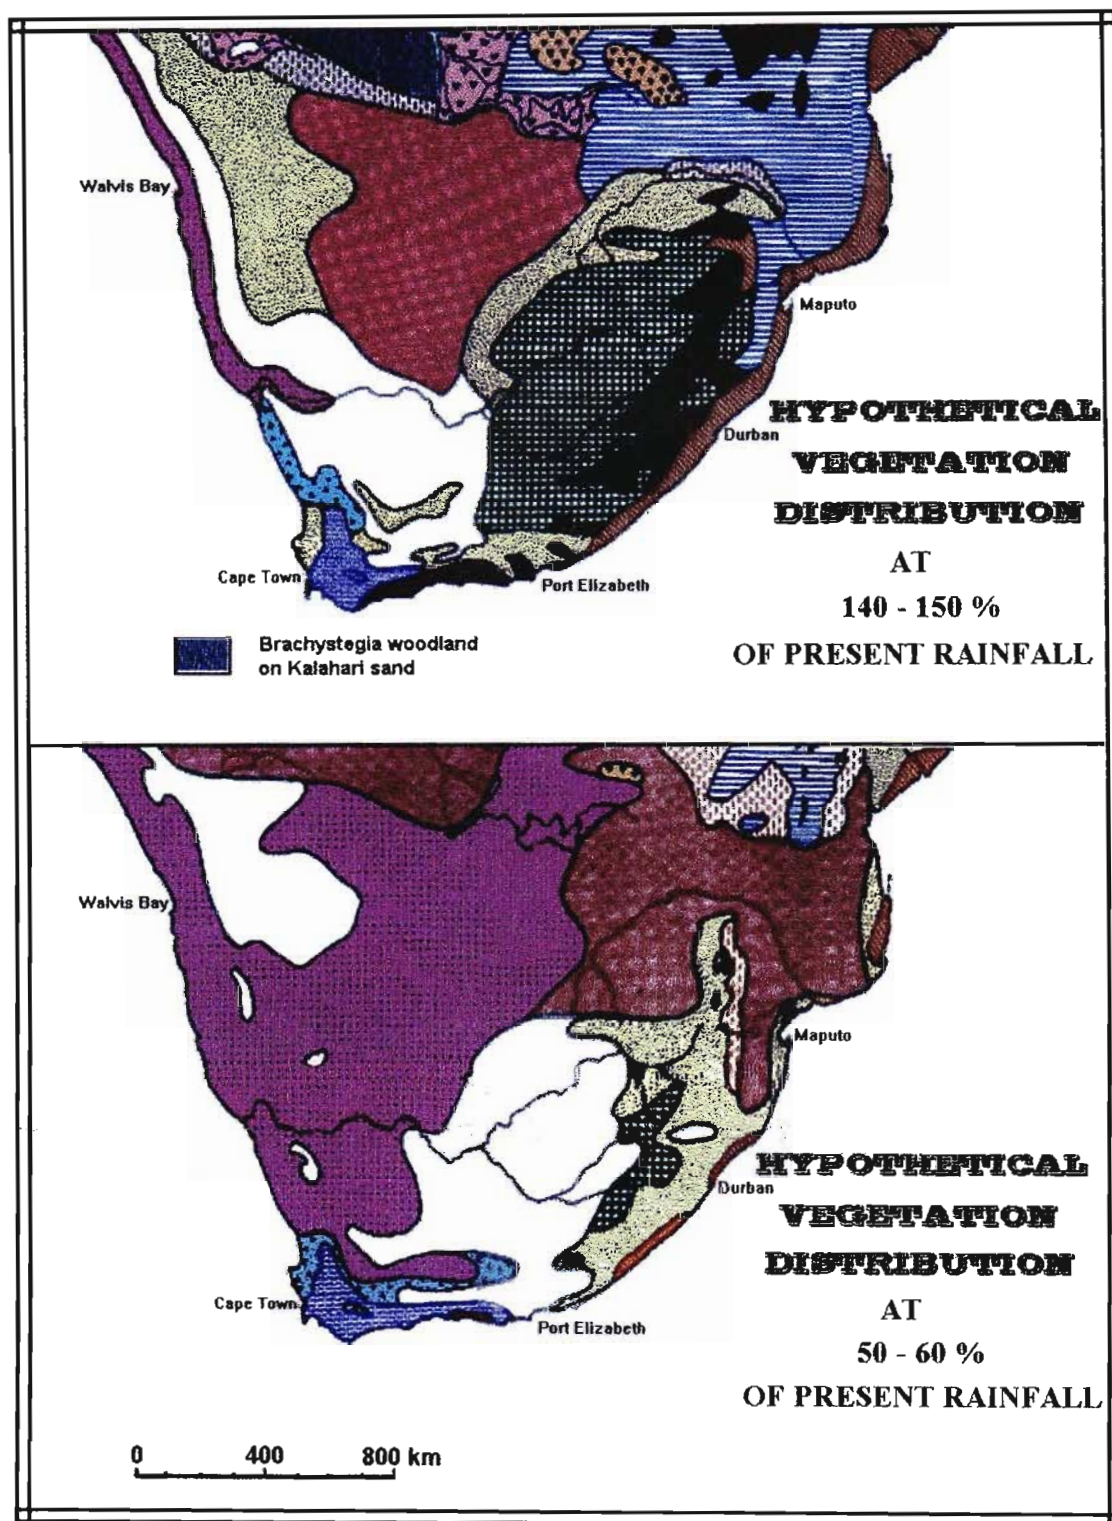 Walvis Bay
Maputo
Durban
Cape Town
Port Elizabeth
HYPOTHETICAL
VEGETATION
DISTRIBUTION
AT
140 - 150 %
OF PRESENT RAINFALL
Brachystegia woodland
on Kalahari sand
Walvis Bay
Maputo
Durban
Cape Town
Port Elizabeth
HYPOTHETICAL
VEGETATION
DISTRIBUTION
AT
50 - 60 %
OF PRESENT RAINFALL
0 400 800 km